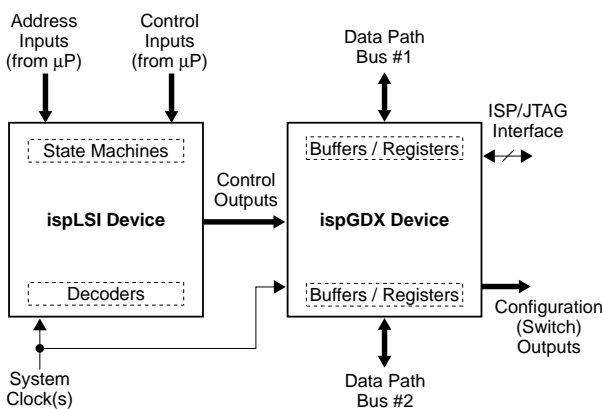 Address
Inputs
(from μP)
Control
Inputs
(from μP)
Data Path
Bus #1
ISP/JTAG
Interface
State Machines
Buffers / Registers
Control
Outputs
ispLSI Device
ispGDX Device
Decoders
Buffers / Registers
Configuration
(Switch)
Outputs
System
Clock(s)
Data Path
Bus #2